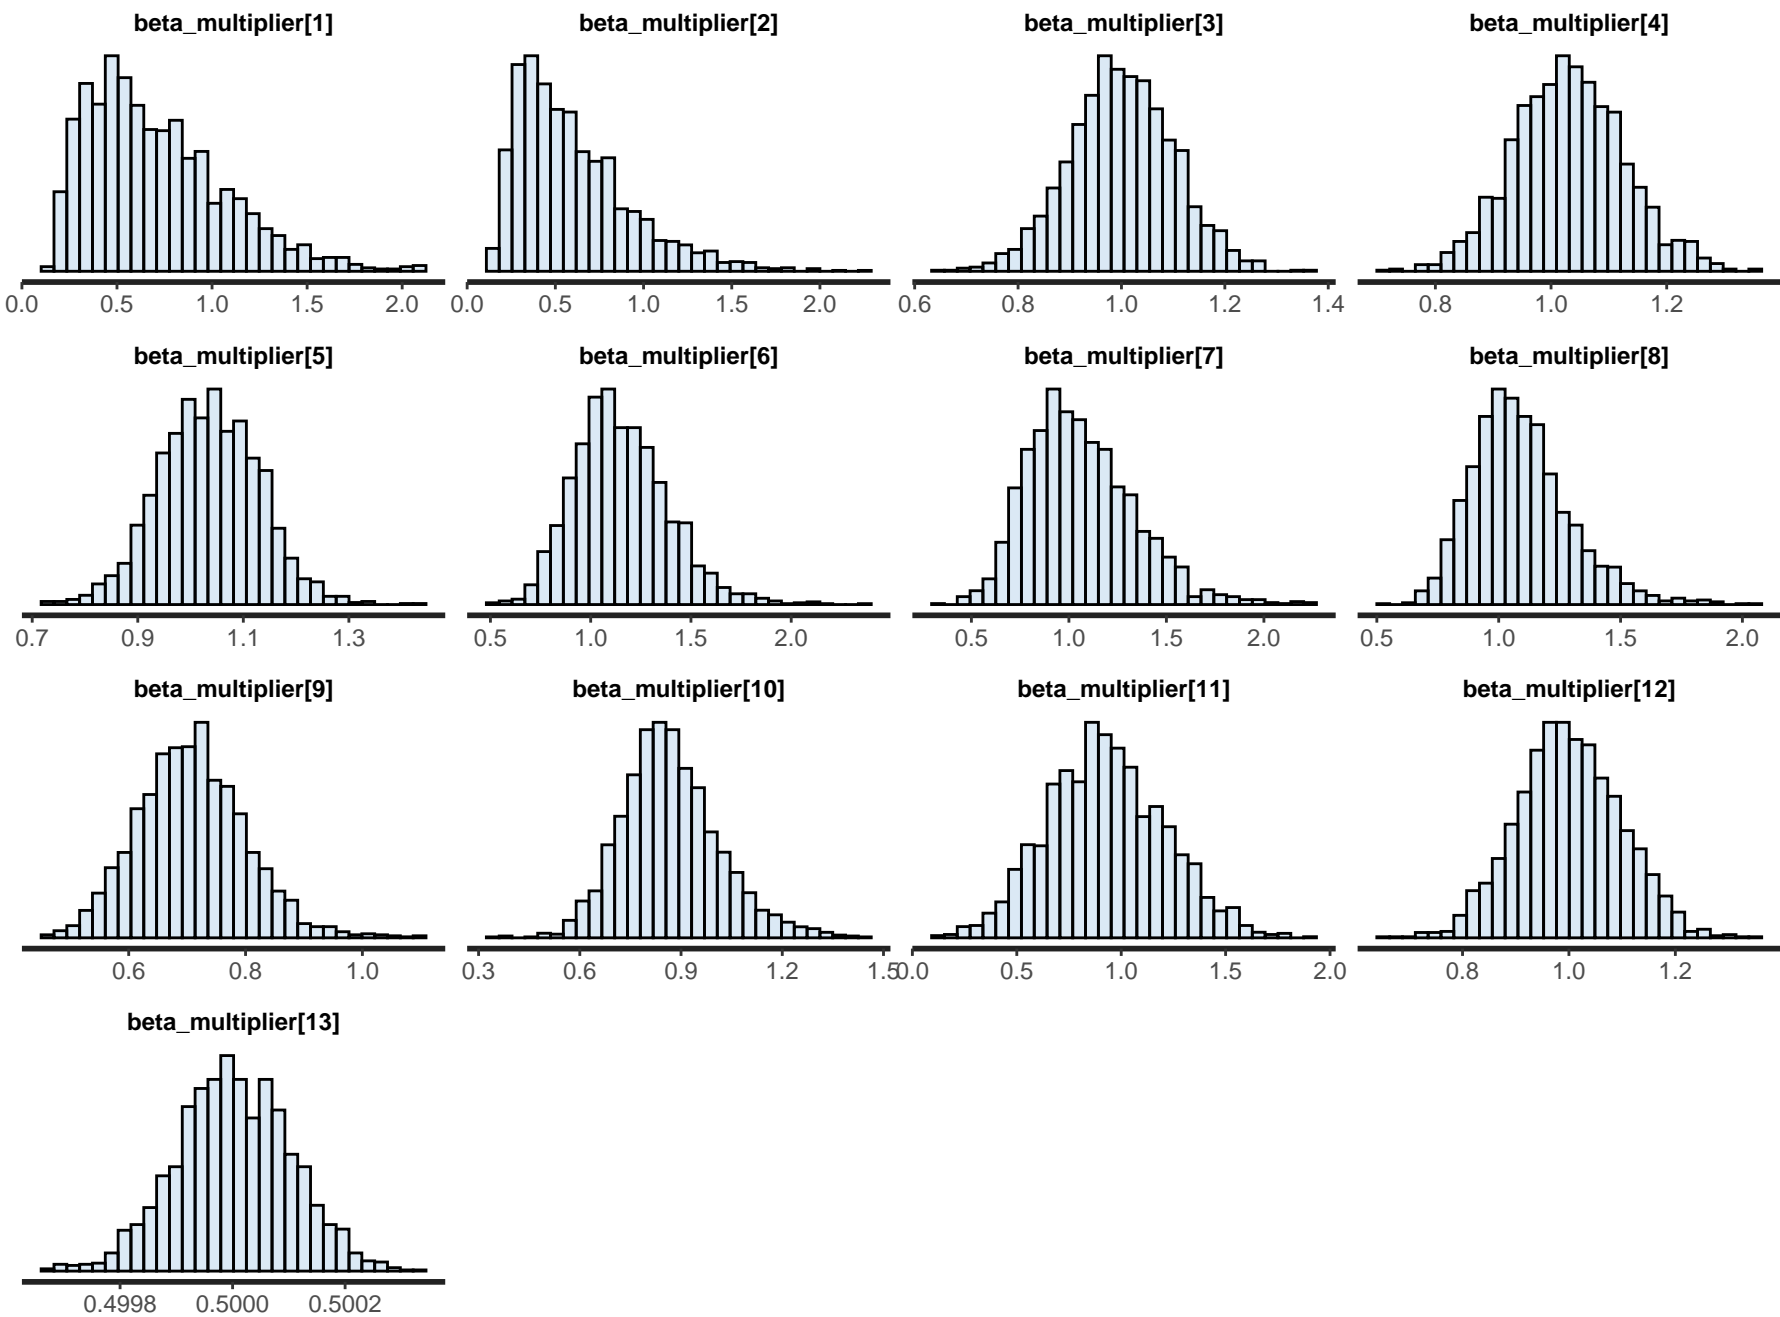 beta_multiplier[1] beta_multiplier[2] beta_multiplier[3] beta_multiplier[4]
0.0 0.5 1.0 1.5 2.0 0.0 0.5 1.0 1.5 2.0 0.6 0.8 1.0 1.2 1.4 0.8 1.0 1.2
beta_multiplier[5] beta_multiplier[6] beta_multiplier[7] beta_multiplier[8]
0.7 0.9 1.1 1.3 0.5 1.0 1.5 2.0 0.5 1.0 1.5 2.0 0.5 1.0 1.5 2.0
beta_multiplier[9] beta_multiplier[10] beta_multiplier[11] beta_multiplier[12]
0.6 0.8 1.0 0.3 0.6 0.9 1.2 1.5 0.0 0.5 1.0 1.5 2.0 0.8 1.0 1.2
beta_multiplier[13]
0.4998 0.5000 0.5002